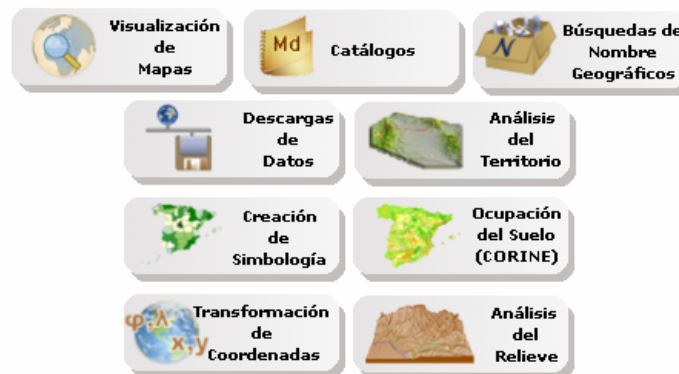 Visualización
de
Mapas
Md
Catálogos
N
Búsquedas de
Nombre
Geográficos
Descargas
de
Datos
Análisis
del
Territorio
Creación
de
Simbología
Ocupación
del Suelo
(CORINE)
φ,λ
x,y
Transformación
de
Coordenadas
Análisis
del
Relieve